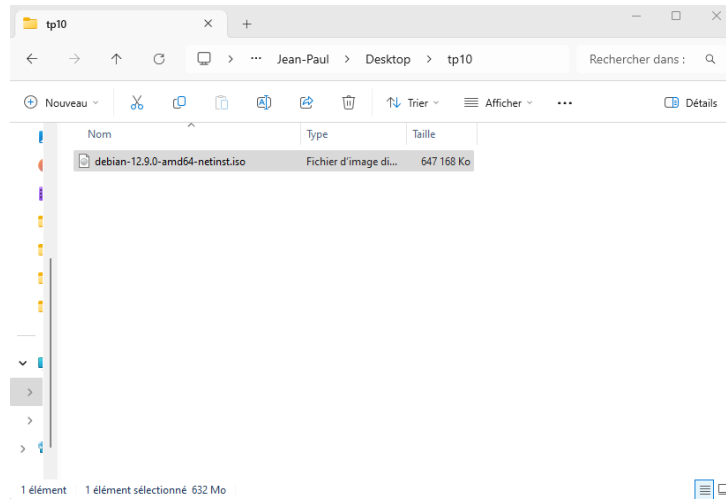 tp10
Jean-Paul > Desktop > tp10 Rechercher dans :
Nouveau Trier Afficher ... Détails
Nom Type Taille
debian-12.9.0-amd64-netinst.iso Fichier d'image di... 647 168 Ko
1 élément 1 élément sélectionné 632 Mo